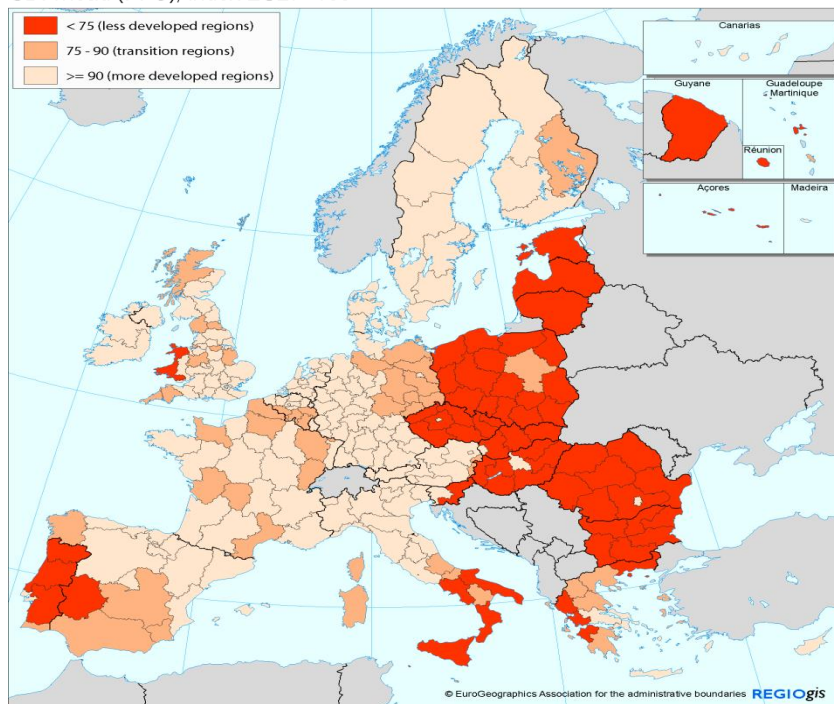 < 75 (less developed regions)
75 - 90 (transition regions)
>= 90 (more developed regions)
Canarias
Guyane
Guadeloupe
Martinique
Réunion
Açores
Madeira
© EuroGeographics Association for the administrative boundaries REGIOgis